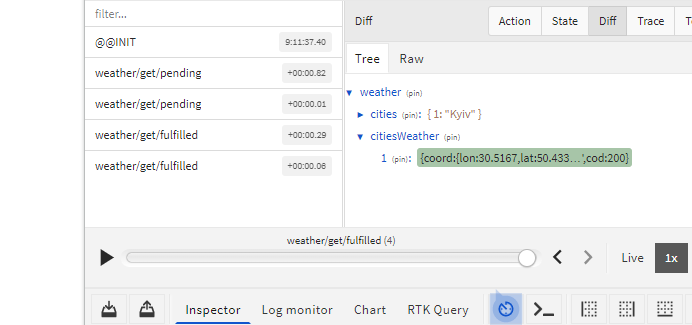 filter...
@@INIT 9:11:37.40
weather/get/pending +00:00.82
weather/get/pending +00:00.01
weather/get/fulfilled +00:00.29
weather/get/fulfilled +00:00.06
Diff Action State Diff Trace
Tree Raw
weather (pin)
cities (pin): { 1: "Kyiv" }
citiesWeather (pin)
1 (pin): {coord:{lon:30.5167,lat:50.433...',cod:200}
weather/get/fulfilled (4)
Live 1x
Inspector Log monitor Chart RTK Query